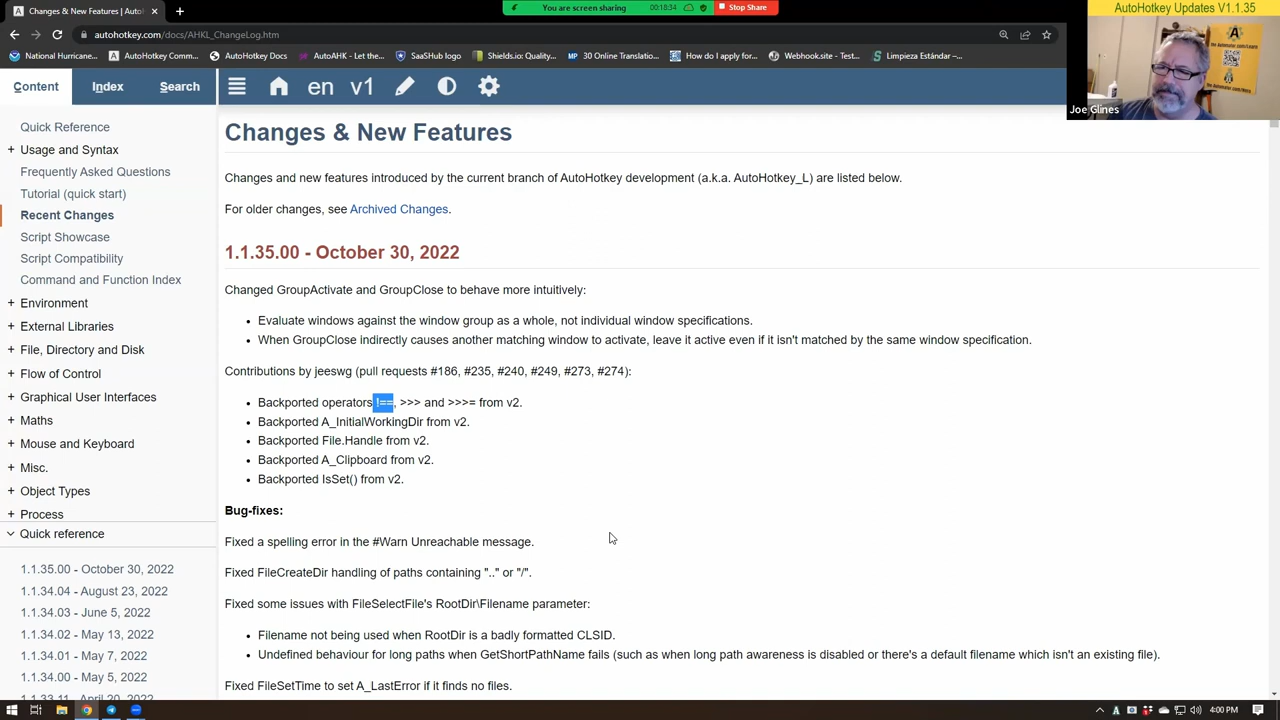 Changes & New Features | Auto
You are screen sharing
00:18:34
Stop Share
AutoHotkey Updates V1.1.35
autohotkey.com/docs/AHKL_ChangeLog.htm
National Hurricane...
AutoHotkey Comm...
AutoAHK - Let the...
SaaSHub logo
Shields.ioz Quality...
MP 30 Online Translatio...
How do I apply for...
Webhook.site - Test...
Limpieza Estándar –...
Joe Glines
Content
Index
Search
en
v1
Quick Reference
Usage and Syntax
Frequently Asked Questions
Tutorial (quick start)
Recent Changes
Script Showcase
Script Compatibility
Command and Function Index
Environment
External Libraries
File, Directory and Disk
Flow of Control
Graphical User Interfaces
Maths
Mouse and Keyboard
Misc.
Object Types
Process
Quick reference
1.1.35.00 - October 30, 2022
1.1.34.04 - August 23, 2022
1.1.34.03 - June 5, 2022
1.1.34.02 - May 13, 2022
1.1.34.01 - May 7, 2022
1.1.34.00 - May 5, 2022
1.1.33.11 - April 20, 2022
Changes & New Features
Changes and new features introduced by the current branch of AutoHotkey development (a.k.a. AutoHotkey_L) are listed below.
For older changes, see Archived Changes.
1.1.35.00 - October 30, 2022
Changed GroupActivate and GroupClose to behave more intuitively:
• Evaluate windows against the window group as a whole, not individual window specifications.
• When GroupClose indirectly causes another matching window to activate, leave it active even if it isn't matched by the same window specification.
Contributions by jeeswg (pull requests #186, #235, #240, #249, #273, #274):
• Backported operators !==, >>> and >>>= from v2.
• Backported A_InitialWorkingDir from v2.
• Backported File.Handle from v2.
• Backported A_Clipboard from v2.
• Backported IsSet() from v2.
Bug-fixes:
Fixed a spelling error in the #Warn Unreachable message.
Fixed FileCreateDir handling of paths containing ".." or "/".
Fixed some issues with FileSelectFile's RootDir\Filename parameter:
• Filename not being used when RootDir is a badly formatted CLSID.
• Undefined behaviour for long paths when GetShortPathName fails (such as when long path awareness is disabled or there's a default filename which isn't an existing file).
Fixed FileSetTime to set A_LastError if it finds no files.
4:00 PM